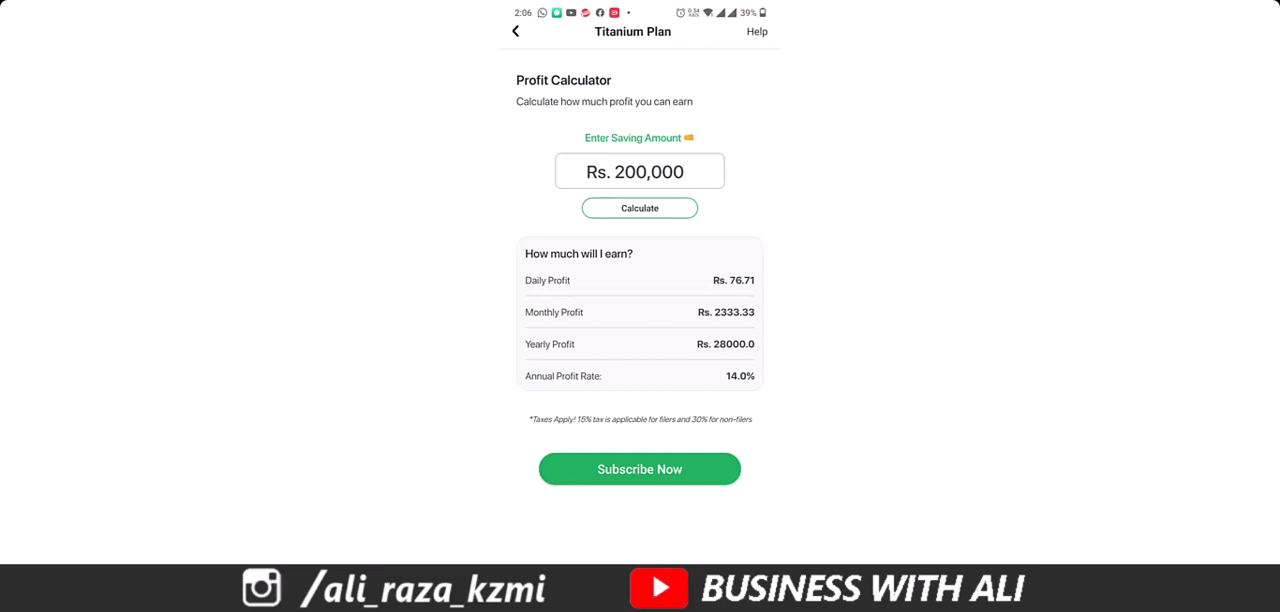 2:06 39%
Titanium Plan Help
Profit Calculator
Calculate how much profit you can earn
Enter Saving Amount
Rs. 200,000
Calculate
How much will I earn?
Daily Profit Rs. 76.71
Monthly Profit Rs. 2333.33
Yearly Profit Rs. 28000.0
Annual Profit Rate: 14.0%
*Taxes Apply! 15% tax is applicable for filers and 30% for non-filers
Subscribe Now
/ali_raza_kzmi BUSINESS WITH ALI